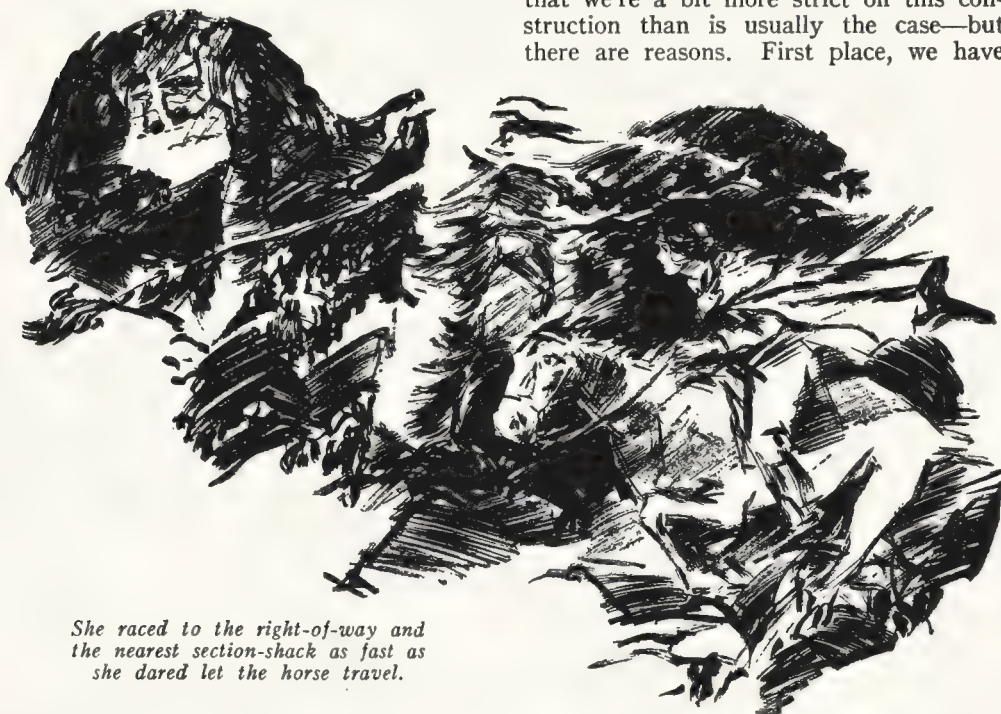 that we're a bit more strict on this con-
struction than is usually the case—but
there are reasons. First place, we have
She raced to the right-of-way and
the nearest section-shack as fast as
she dared let the horse travel.